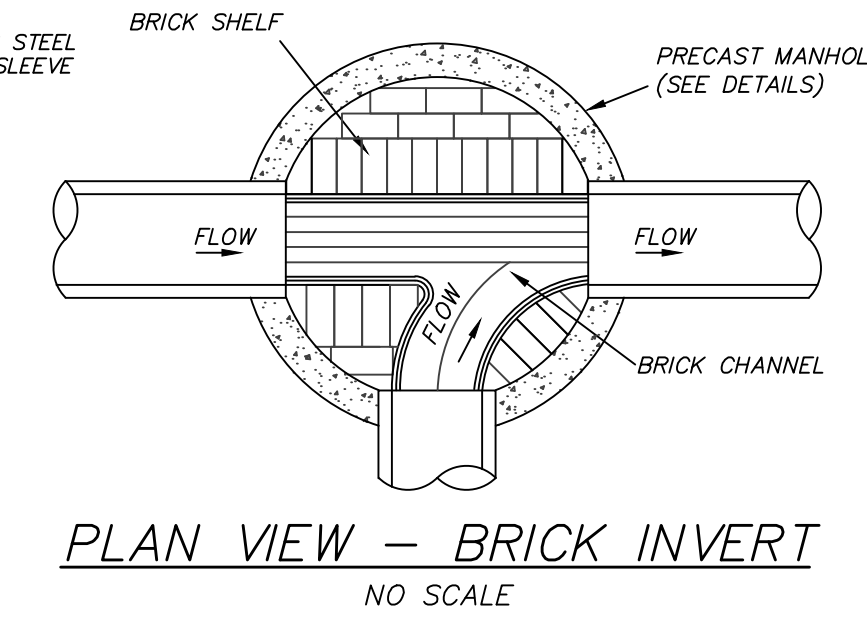 BRICK SHELF
STEEL
SLEEVE
PRECAST MANHOL
(SEE DETAILS)
FLOW
FLOW
FLOW
BRICK CHANNEL
PLAN VIEW – BRICK INVERT
NO SCALE